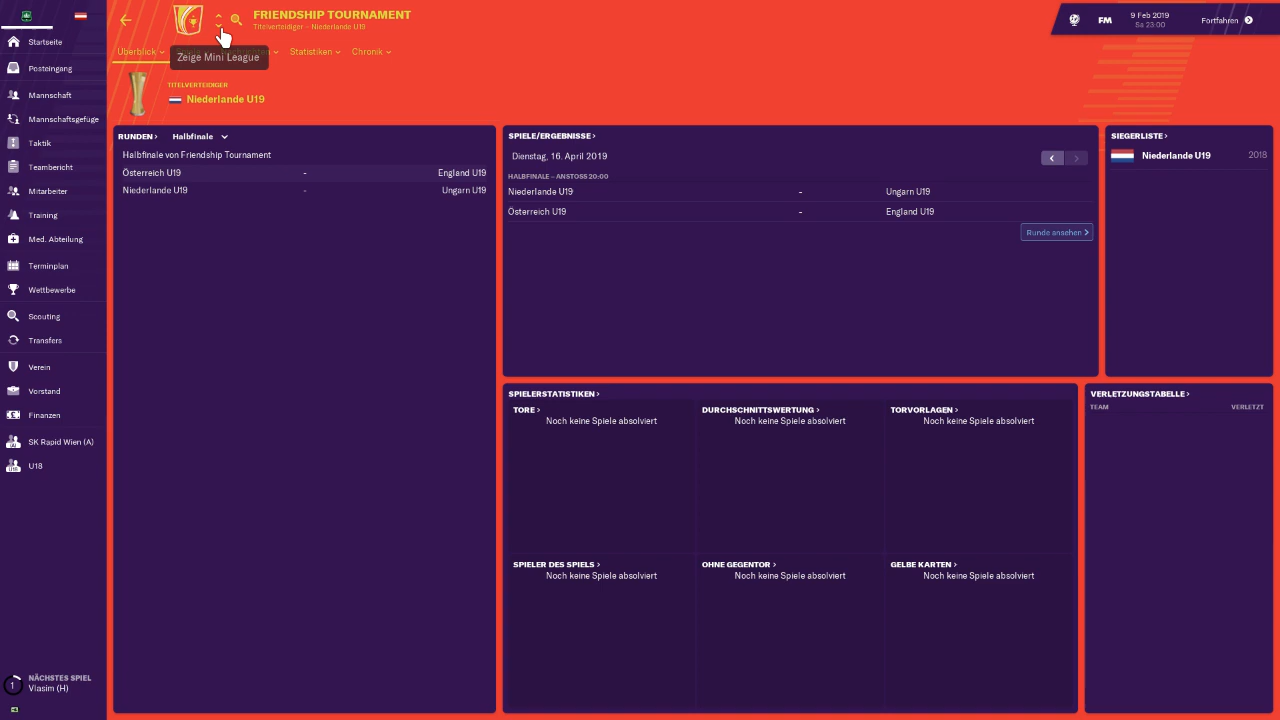 FRIENDSHIP TOURNAMENT
Titelverteidiger – Niederlande U19
FM
9 Feb 2019
Sa 23:00
Fortfahren
Überblick
Statistiken
Chronik
Zeige Mini League
TITELVERTEIDIGER
Niederlande U19
Startseite
Posteingang
Mannschaft
Mannschaftsgefüge
Taktik
Teambericht
Mitarbeiter
Training
Med. Abteilung
Terminplan
Wettbewerbe
Scouting
Transfers
Verein
Vorstand
Finanzen
SK Rapid Wien (A)
U18
1
NÄCHSTES SPIEL
Vlasim (H)
RUNDEN
Halbfinale
Halbfinale von Friendship Tournament
Österreich U19 - England U19
Niederlande U19 - Ungarn U19
SPIELE/ERGEBNISSE
Dienstag, 16. April 2019
HALBFINALE – ANSTOSS 20:00
Niederlande U19 - Ungarn U19
Österreich U19 - England U19
Runde ansehen
SIEGERLISTE
Niederlande U19 2018
SPIELERSTATISTIKEN
TORE
Noch keine Spiele absolviert
DURCHSCHNITTSWERTUNG
Noch keine Spiele absolviert
TORVORLAGEN
Noch keine Spiele absolviert
SPIELER DES SPIELS
Noch keine Spiele absolviert
OHNE GEGENTOR
Noch keine Spiele absolviert
GELBE KARTEN
Noch keine Spiele absolviert
VERLETZUNGSTABELLE
TEAM VERLETZT